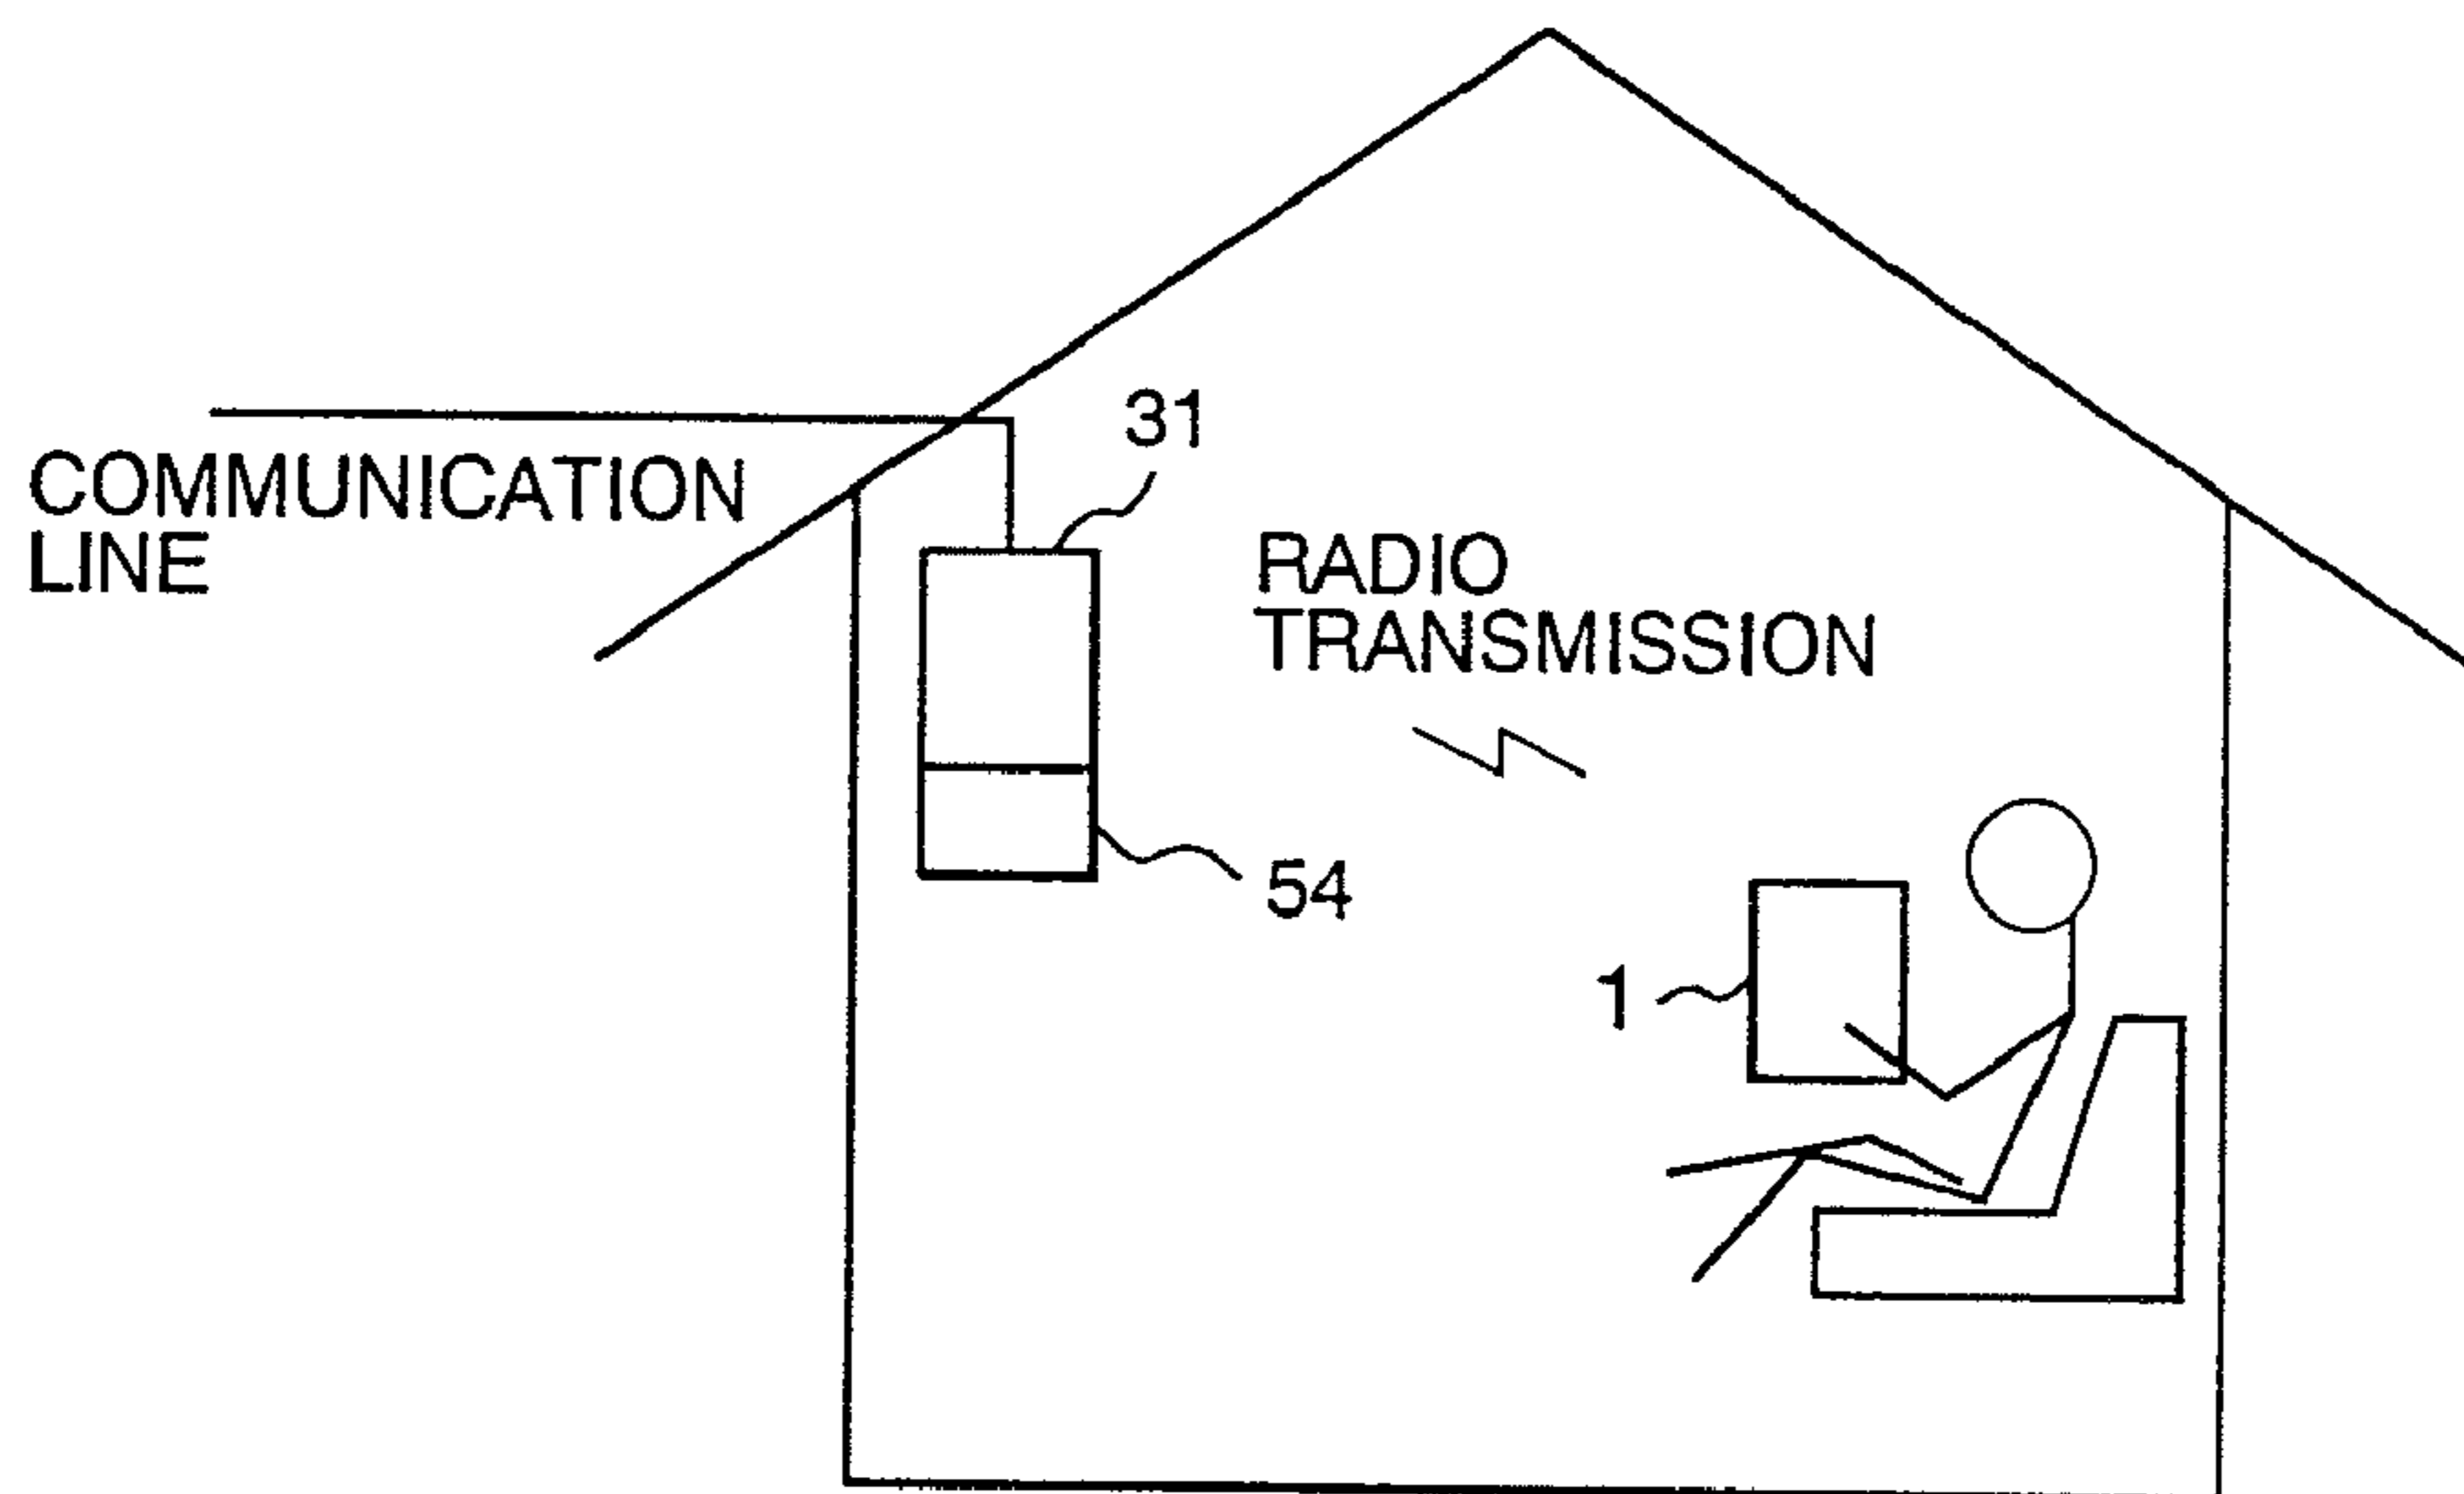 31
COMMUNICATION
LINE
RADIO
TRANSMISSION
54
1